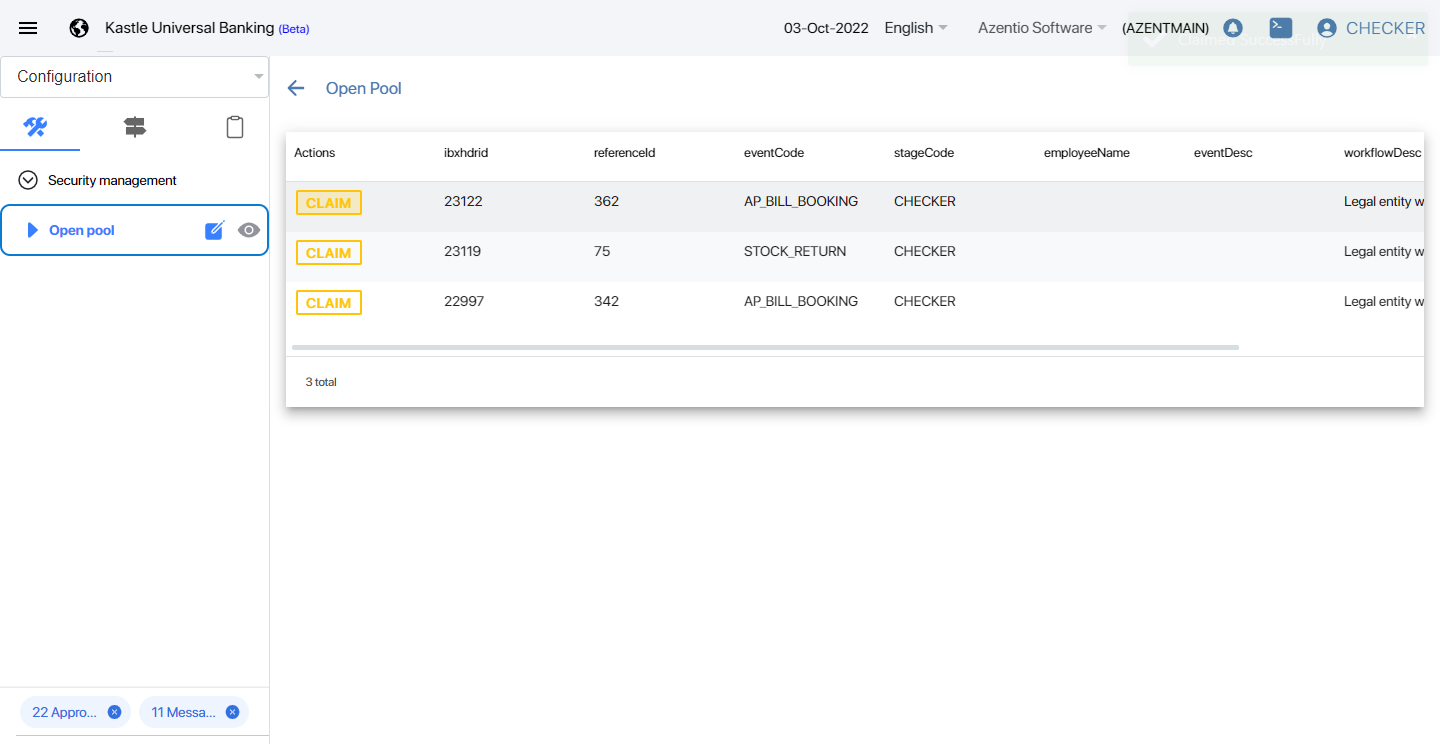 Kastle Universal Banking (Beta) 03-Oct-2022 English Azentio Software (AZENTMAIN) CHECKER
Claimed Successfully
Configuration
Open Pool
Security management
Open pool
Actions ibxhdrid referenceId eventCode stageCode employeeName eventDesc workflowDesc
CLAIM 23122 362 AP_BILL_BOOKING CHECKER Legal entity w
CLAIM 23119 75 STOCK_RETURN CHECKER Legal entity w
CLAIM 22997 342 AP_BILL_BOOKING CHECKER Legal entity w
3 total
22 Appro... 11 Messa...